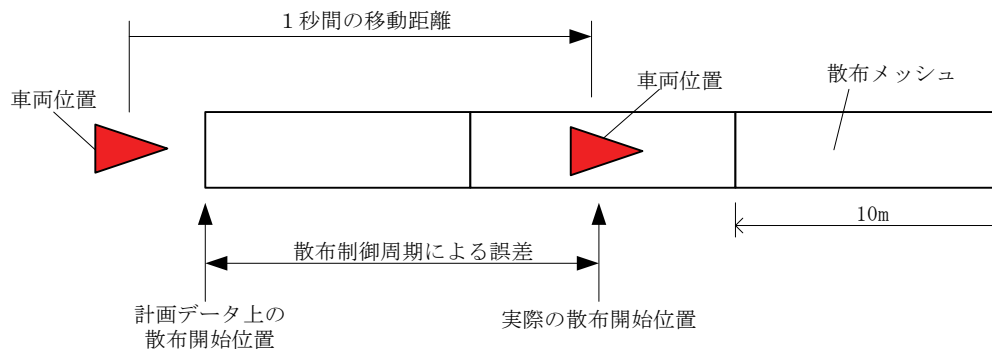 １秒間の移動距離
車両位置
車両位置
散布メッシュ
10m
散布制御周期による誤差
計画データ上の
散布開始位置
実際の散布開始位置